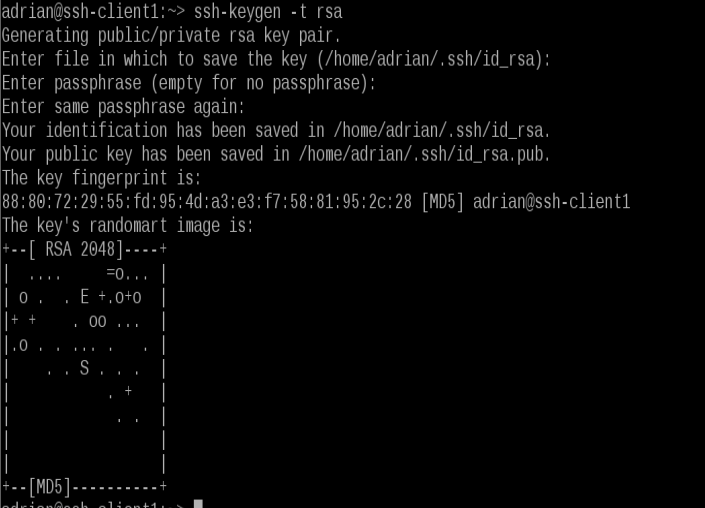 adrian@ssh-client1:~> ssh-keygen -t rsa
Generating public/private rsa key pair.
Enter file in which to save the key (/home/adrian/.ssh/id_rsa):
Enter passphrase (empty for no passphrase):
Enter same passphrase again:
Your identification has been saved in /home/adrian/.ssh/id_rsa.
Your public key has been saved in /home/adrian/.ssh/id_rsa.pub.
The key fingerprint is:
88:80:72:29:55:fd:95:4d:a3:e3:f7:58:81:95:2c:28 [MD5] adrian@ssh-client1
The key's randomart image is:
+--[ RSA 2048]----+
|  ....     =o... |
| o .  . E +.o+o  |
|+ +    . oo ...  |
|.o . . ... .   . |
|    . . S . . .  |
|           . +   |
|            . .  |
|                 |
|                 |
+--[MD5]----------+
adrian@ssh-client1:~>